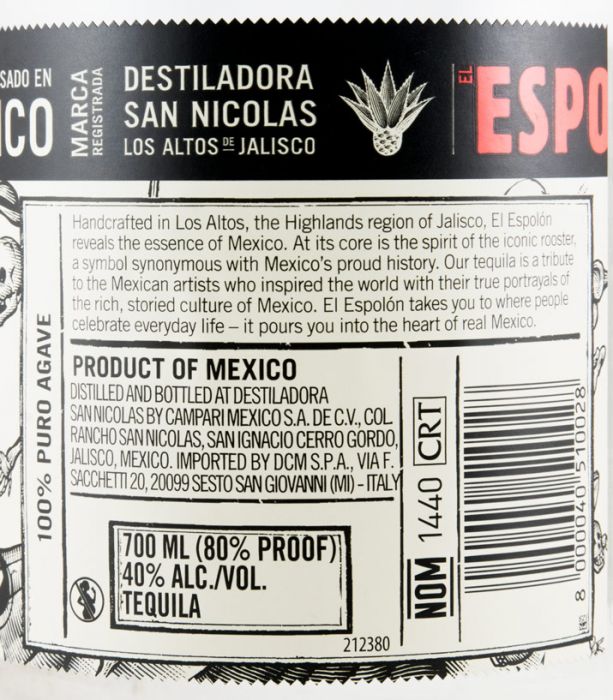 SADO EN
ICO
MARCA
REGISTRADA
DESTILADORA
SAN NICOLAS
LOS ALTOS DE JALISCO
EL
ESPO
Handcrafted in Los Altos, the Highlands region of Jalisco, El Espolón
reveals the essence of Mexico. At its core is the spirit of the iconic rooster,
a symbol synonymous with Mexico's proud history. Our tequila is a tribute
to the Mexican artists who inspired the world with their true portrayals of
the rich, storied culture of Mexico. El Espolón takes you to where people
celebrate everyday life – it pours you into the heart of real Mexico.
100% PURO AGAVE
PRODUCT OF MEXICO
DISTILLED AND BOTTLED AT DESTILADORA
SAN NICOLAS BY CAMPARI MEXICO S.A. DE C.V., COL.
RANCHO SAN NICOLAS, SAN IGNACIO CERRO GORDO,
JALISCO, MEXICO. IMPORTED BY DCM S.P.A., VIA F.
SACCHETTI 20, 20099 SESTO SAN GIOVANNI (MI) - ITALY
700 ML (80% PROOF)
40% ALC./VOL.
TEQUILA
NOM 1440 CRT
8 000040 510028
212380